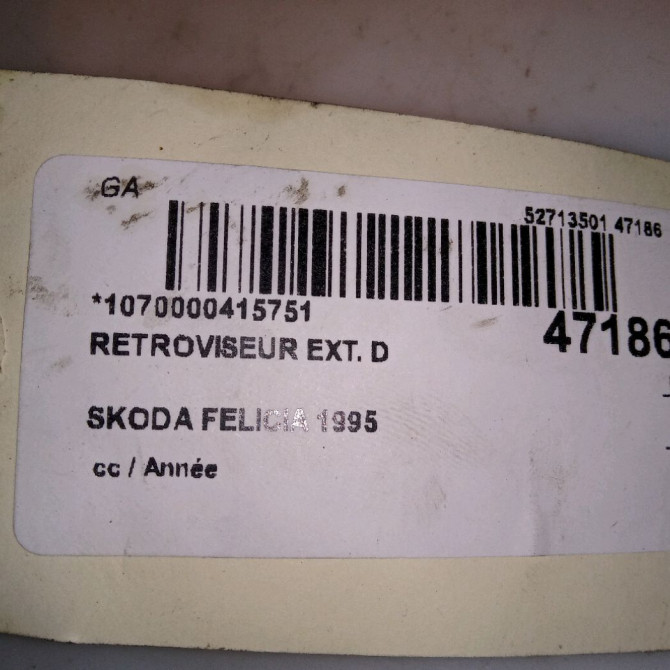 GA
52713501 47186
*1070000415751
47186
RETROVISEUR EXT. D
SKODA FELICIA 1995
cc / Année